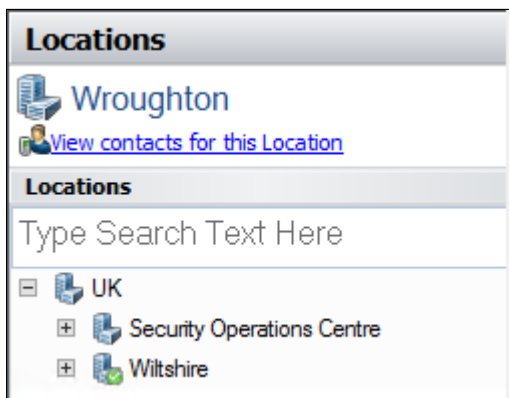 Locations
Wroughton
View contacts for this Location
Locations
Type Search Text Here
UK
Security Operations Centre
Wiltshire